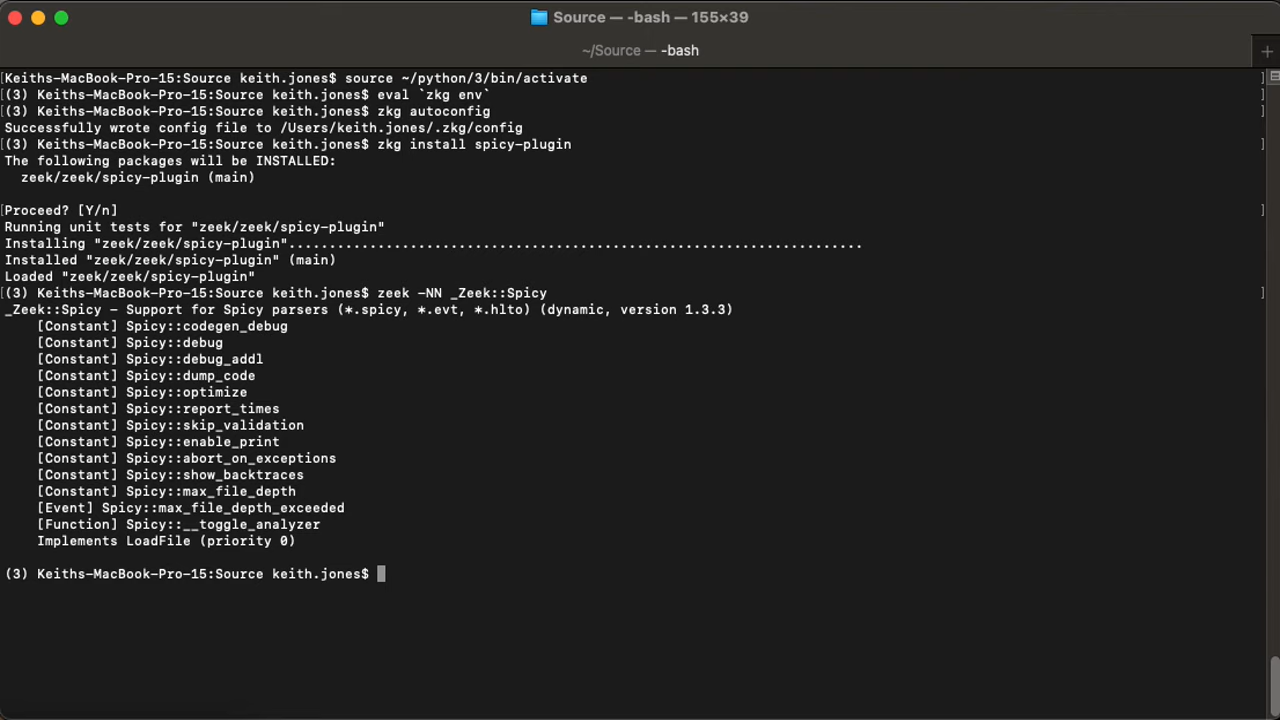 Source — -bash — 155×39
~/Source — -bash
+
[Keiths-MacBook-Pro-15:Source keith.jones$ source ~/python/3/bin/activate ]
[(3) Keiths-MacBook-Pro-15:Source keith.jones$ eval `zkg env` ]
[(3) Keiths-MacBook-Pro-15:Source keith.jones$ zkg autoconfig ]
Successfully wrote config file to /Users/keith.jones/.zkg/config
[(3) Keiths-MacBook-Pro-15:Source keith.jones$ zkg install spicy-plugin ]
The following packages will be INSTALLED:
  zeek/zeek/spicy-plugin (main)
[Proceed? [Y/n] ]
Running unit tests for "zeek/zeek/spicy-plugin"
Installing "zeek/zeek/spicy-plugin".......................................................................
Installed "zeek/zeek/spicy-plugin" (main)
Loaded "zeek/zeek/spicy-plugin"
[(3) Keiths-MacBook-Pro-15:Source keith.jones$ zeek -NN _Zeek::Spicy ]
_Zeek::Spicy - Support for Spicy parsers (*.spicy, *.evt, *.hlto) (dynamic, version 1.3.3)
    [Constant] Spicy::codegen_debug
    [Constant] Spicy::debug
    [Constant] Spicy::debug_addl
    [Constant] Spicy::dump_code
    [Constant] Spicy::optimize
    [Constant] Spicy::report_times
    [Constant] Spicy::skip_validation
    [Constant] Spicy::enable_print
    [Constant] Spicy::abort_on_exceptions
    [Constant] Spicy::show_backtraces
    [Constant] Spicy::max_file_depth
    [Event] Spicy::max_file_depth_exceeded
    [Function] Spicy::__toggle_analyzer
    Implements LoadFile (priority 0)
(3) Keiths-MacBook-Pro-15:Source keith.jones$